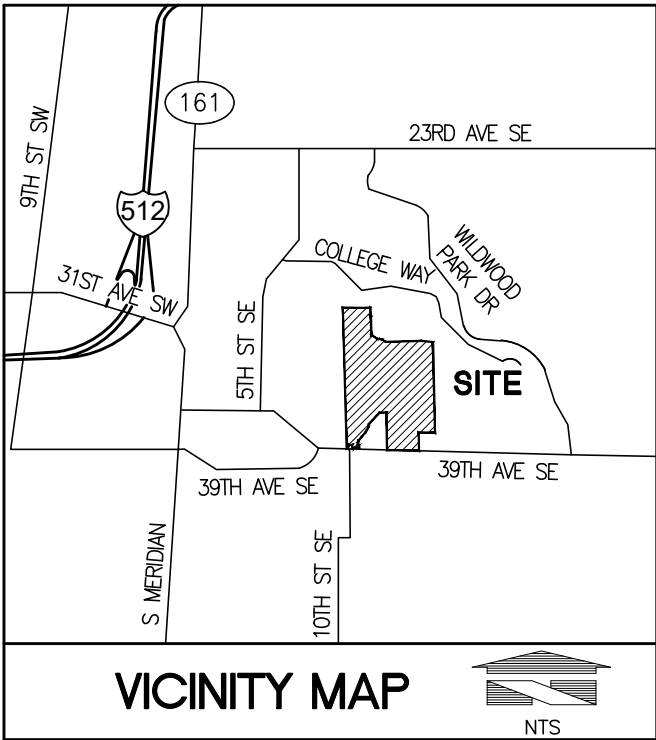 161
23RD AVE SE
9TH ST SW
512
WILDWOOD
PARK DR
COLLEGE WAY
31ST AVE SW
5TH ST SE
SITE
39TH AVE SE
39TH AVE SE
S MERIDIAN
10TH ST SE
VICINITY MAP
NTS